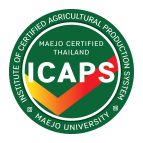 INSTITUTE OF CERTIFIED AGRICULTURAL PRODUCTION SYSTEM
MAEJO CERTIFIED
THAILAND
ICAPS
MAEJO UNIVERSITY